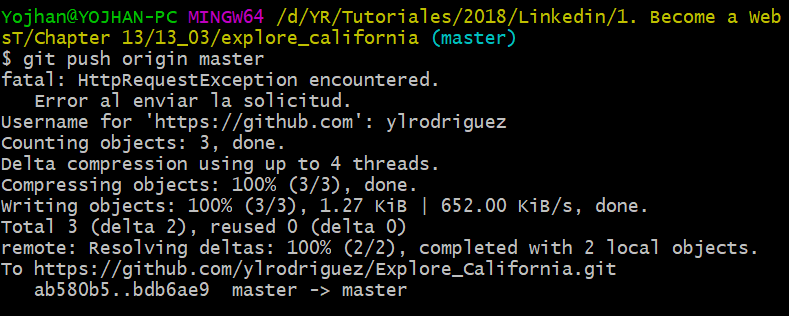 Yojhan@YOJHAN-PC MINGW64 /d/YR/Tutoriales/2018/Linkedin/1. Become a Web
sT/Chapter 13/13_03/explore_california (master)
$ git push origin master
fatal: HttpRequestException encountered.
   Error al enviar la solicitud.
Username for 'https://github.com': ylrodriguez
Counting objects: 3, done.
Delta compression using up to 4 threads.
Compressing objects: 100% (3/3), done.
Writing objects: 100% (3/3), 1.27 KiB | 652.00 KiB/s, done.
Total 3 (delta 2), reused 0 (delta 0)
remote: Resolving deltas: 100% (2/2), completed with 2 local objects.
To https://github.com/ylrodriguez/Explore_California.git
   ab580b5..bdb6ae9  master -> master